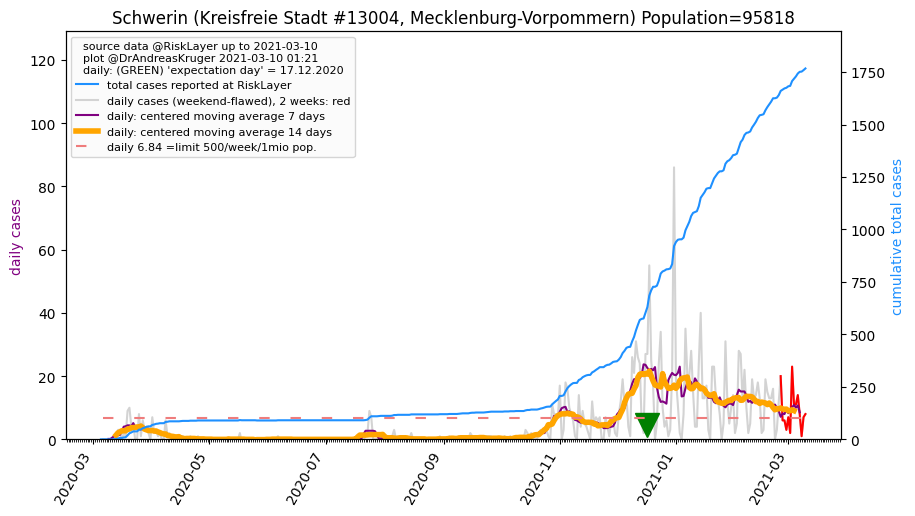 Schwerin (Kreisfreie Stadt #13004, Mecklenburg-Vorpommern) Population=95818
source data @RiskLayer up to 2021-03-10
plot @DrAndreasKruger 2021-03-10 01:21
daily: (GREEN) 'expectation day' = 17.12.2020
total cases reported at RiskLayer
daily cases (weekend-flawed), 2 weeks: red
daily: centered moving average 7 days
daily: centered moving average 14 days
daily 6.84 =limit 500/week/1mio pop.
daily cases
120
100
80
60
40
20
0
cumulative total cases
1750
1500
1250
1000
750
500
250
0
2020-03
2020-05
2020-07
2020-09
2020-11
2021-01
2021-03